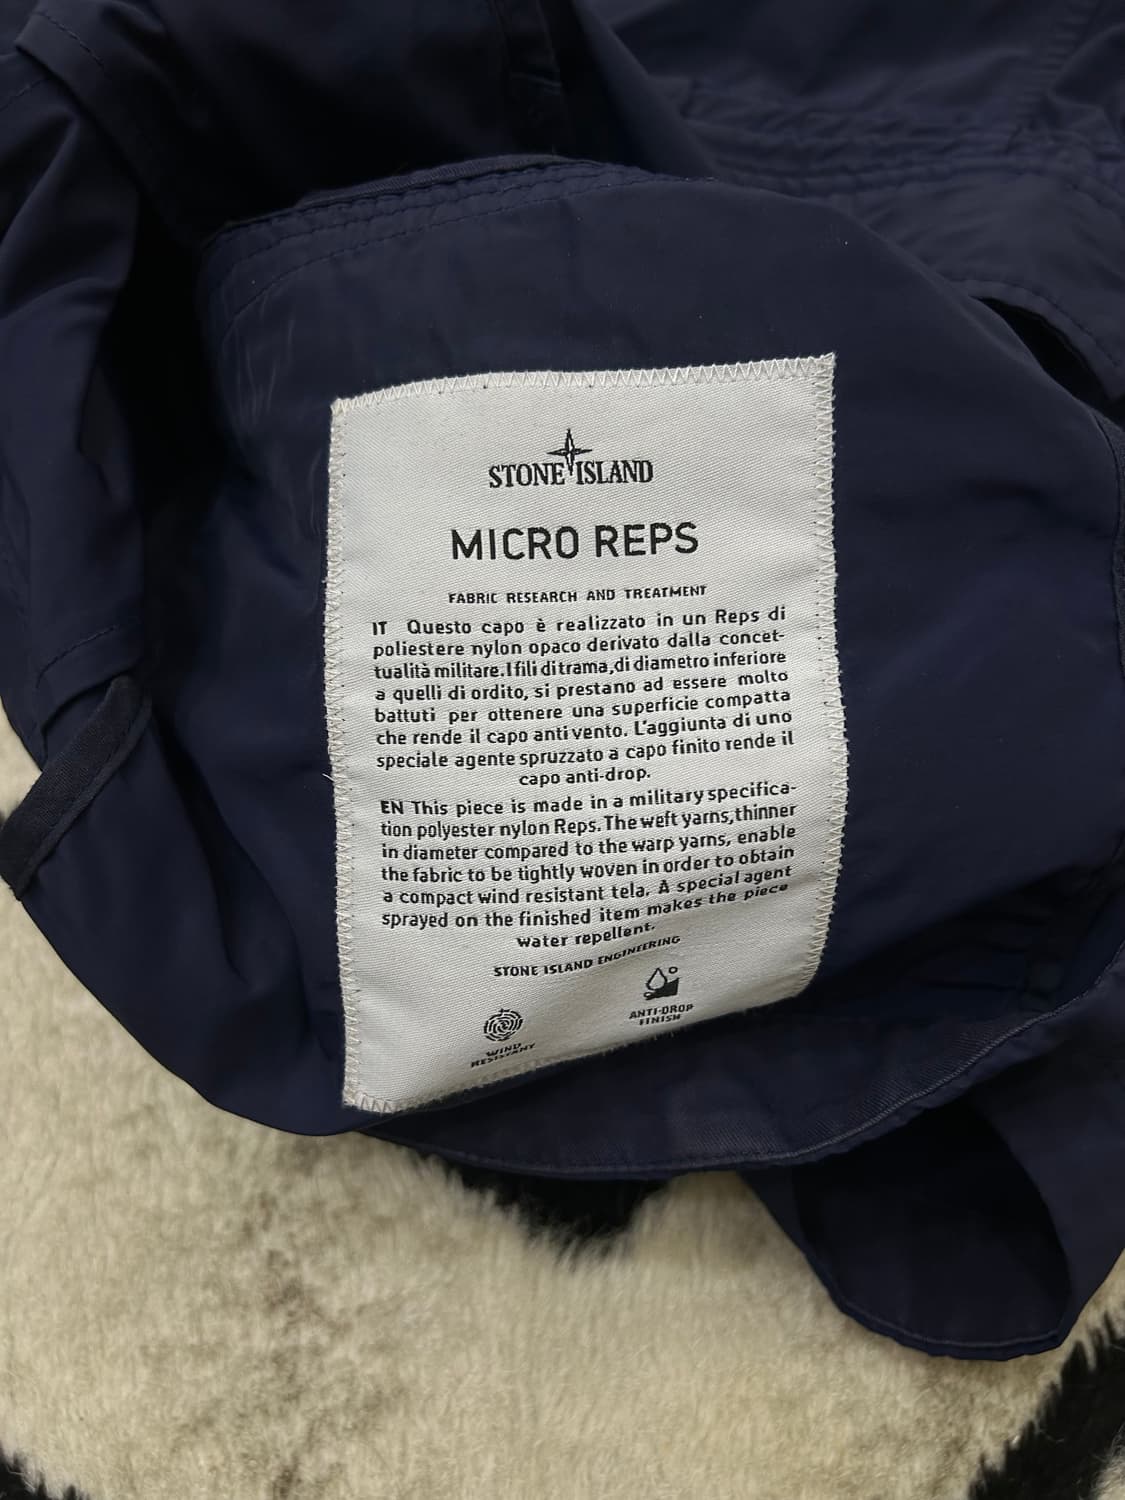 STONE ISLAND
MICRO REPS
FABRIC RESEARCH AND TREATMENT
IT Questo capo è realizzato in un Reps di
poliestere nylon opaco derivato dalla concet-
tualità militare. I fili di trama, di diametro inferiore
a quelli di ordito, si prestano ad essere molto
battuti per ottenere una superficie compatta
che rende il capo anti vento. L'aggiunta di uno
speciale agente spruzzato a capo finito rende il
capo anti-drop.
EN This piece is made in a military specifica-
tion polyester nylon Reps. The weft yarns, thinner
in diameter compared to the warp yarns, enable
the fabric to be tightly woven in order to obtain
a compact wind resistant tela. A special agent
sprayed on the finished item makes the piece
water repellent.
STONE ISLAND ENGINEERING
WIND
RESISTANT
ANTI-DROP
FINISH